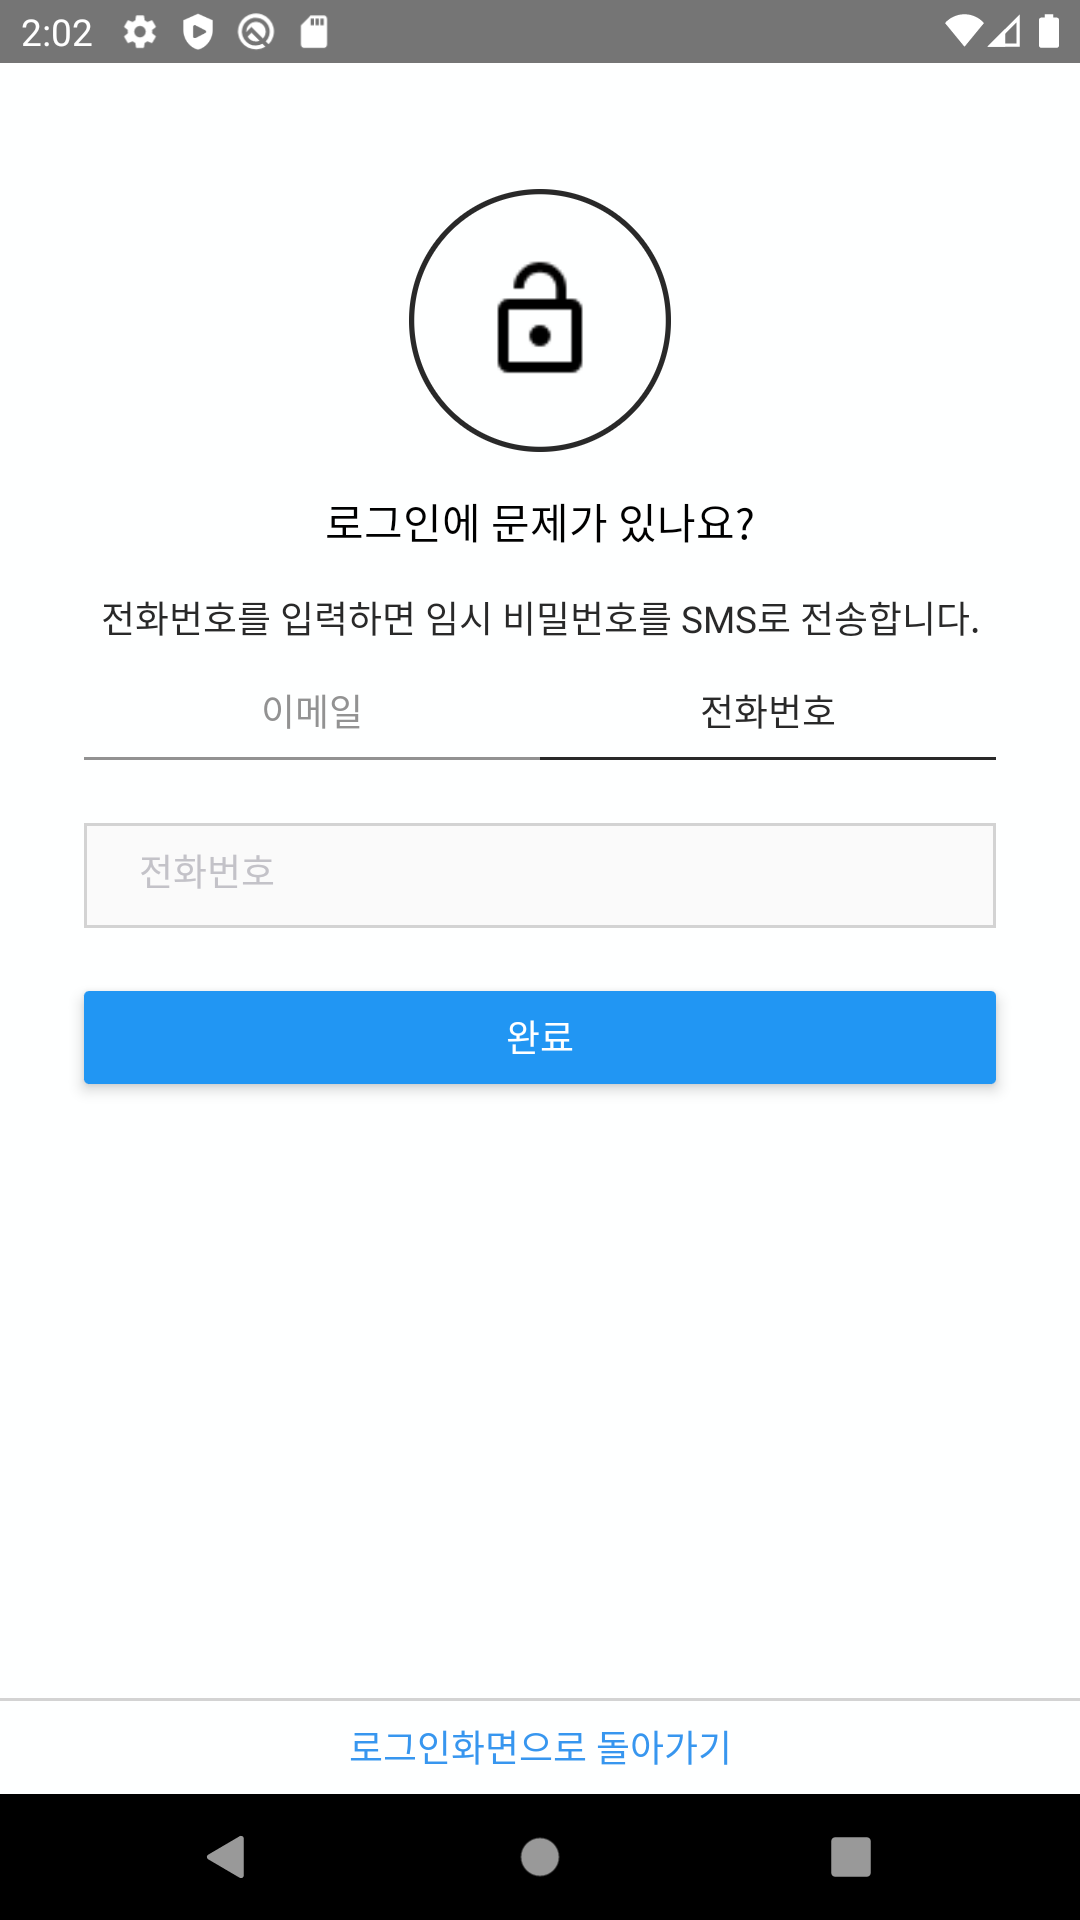 2:02
로그인에 문제가 있나요?
전화번호를 입력하면 임시 비밀번호를 SMS로 전송합니다.
이메일 전화번호
전화번호
완료
로그인화면으로 돌아가기